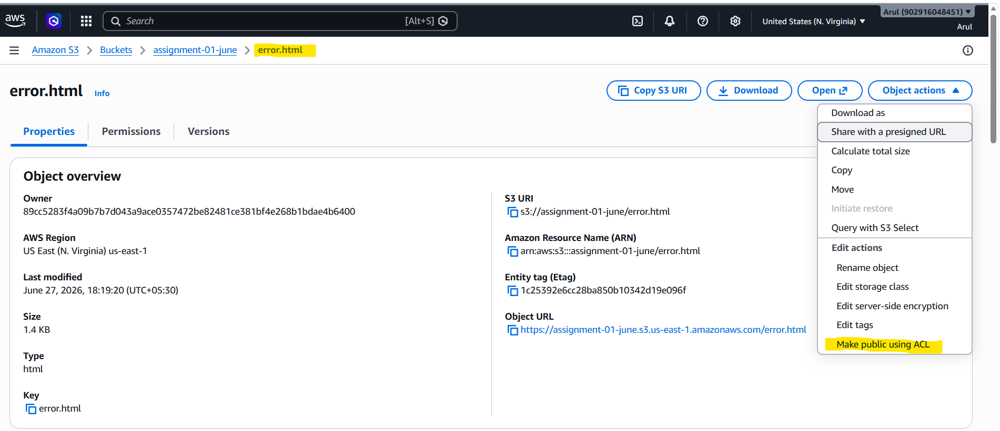 aws
Search
[Alt+S]
United States (N. Virginia)
Arul (902916048451)
Arul
Amazon S3
Buckets
assignment-01-june
error.html
error.html
Info
Copy S3 URI
Download
Open
Object actions
Download as
Share with a presigned URL
Calculate total size
Copy
Move
Initiate restore
Query with S3 Select
Edit actions
Rename object
Edit storage class
Edit server-side encryption
Edit tags
Make public using ACL
Properties
Permissions
Versions
Object overview
Owner
89cc5283f4a09b7b7d043a9ace0357472be82481ce381bf4e268b1bdae4b6400
AWS Region
US East (N. Virginia) us-east-1
Last modified
June 27, 2026, 18:19:20 (UTC+05:30)
Size
1.4 KB
Type
html
Key
error.html
S3 URI
s3://assignment-01-june/error.html
Amazon Resource Name (ARN)
arn:aws:s3:::assignment-01-june/error.html
Entity tag (Etag)
1c25392e6cc28ba850b10342d19e096f
Object URL
https://assignment-01-june.s3.us-east-1.amazonaws.com/error.html